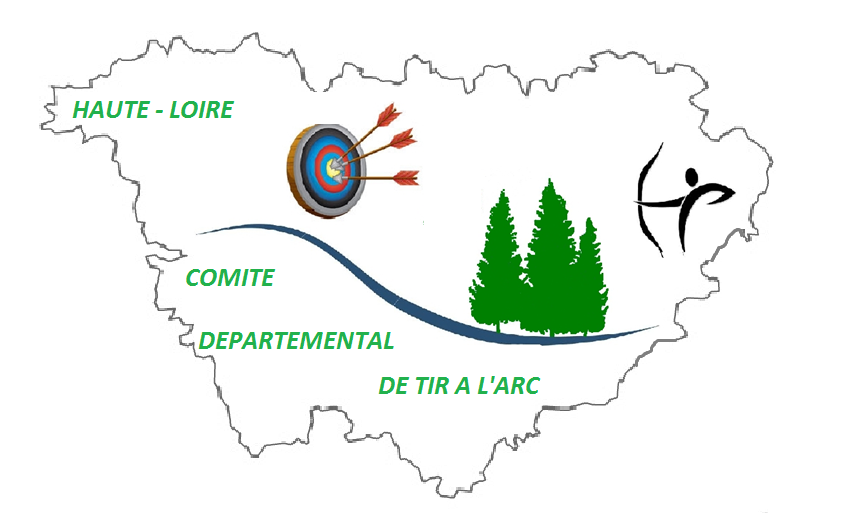 HAUTE - LOIRE
COMITE
DEPARTEMENTAL
DE TIR A L'ARC